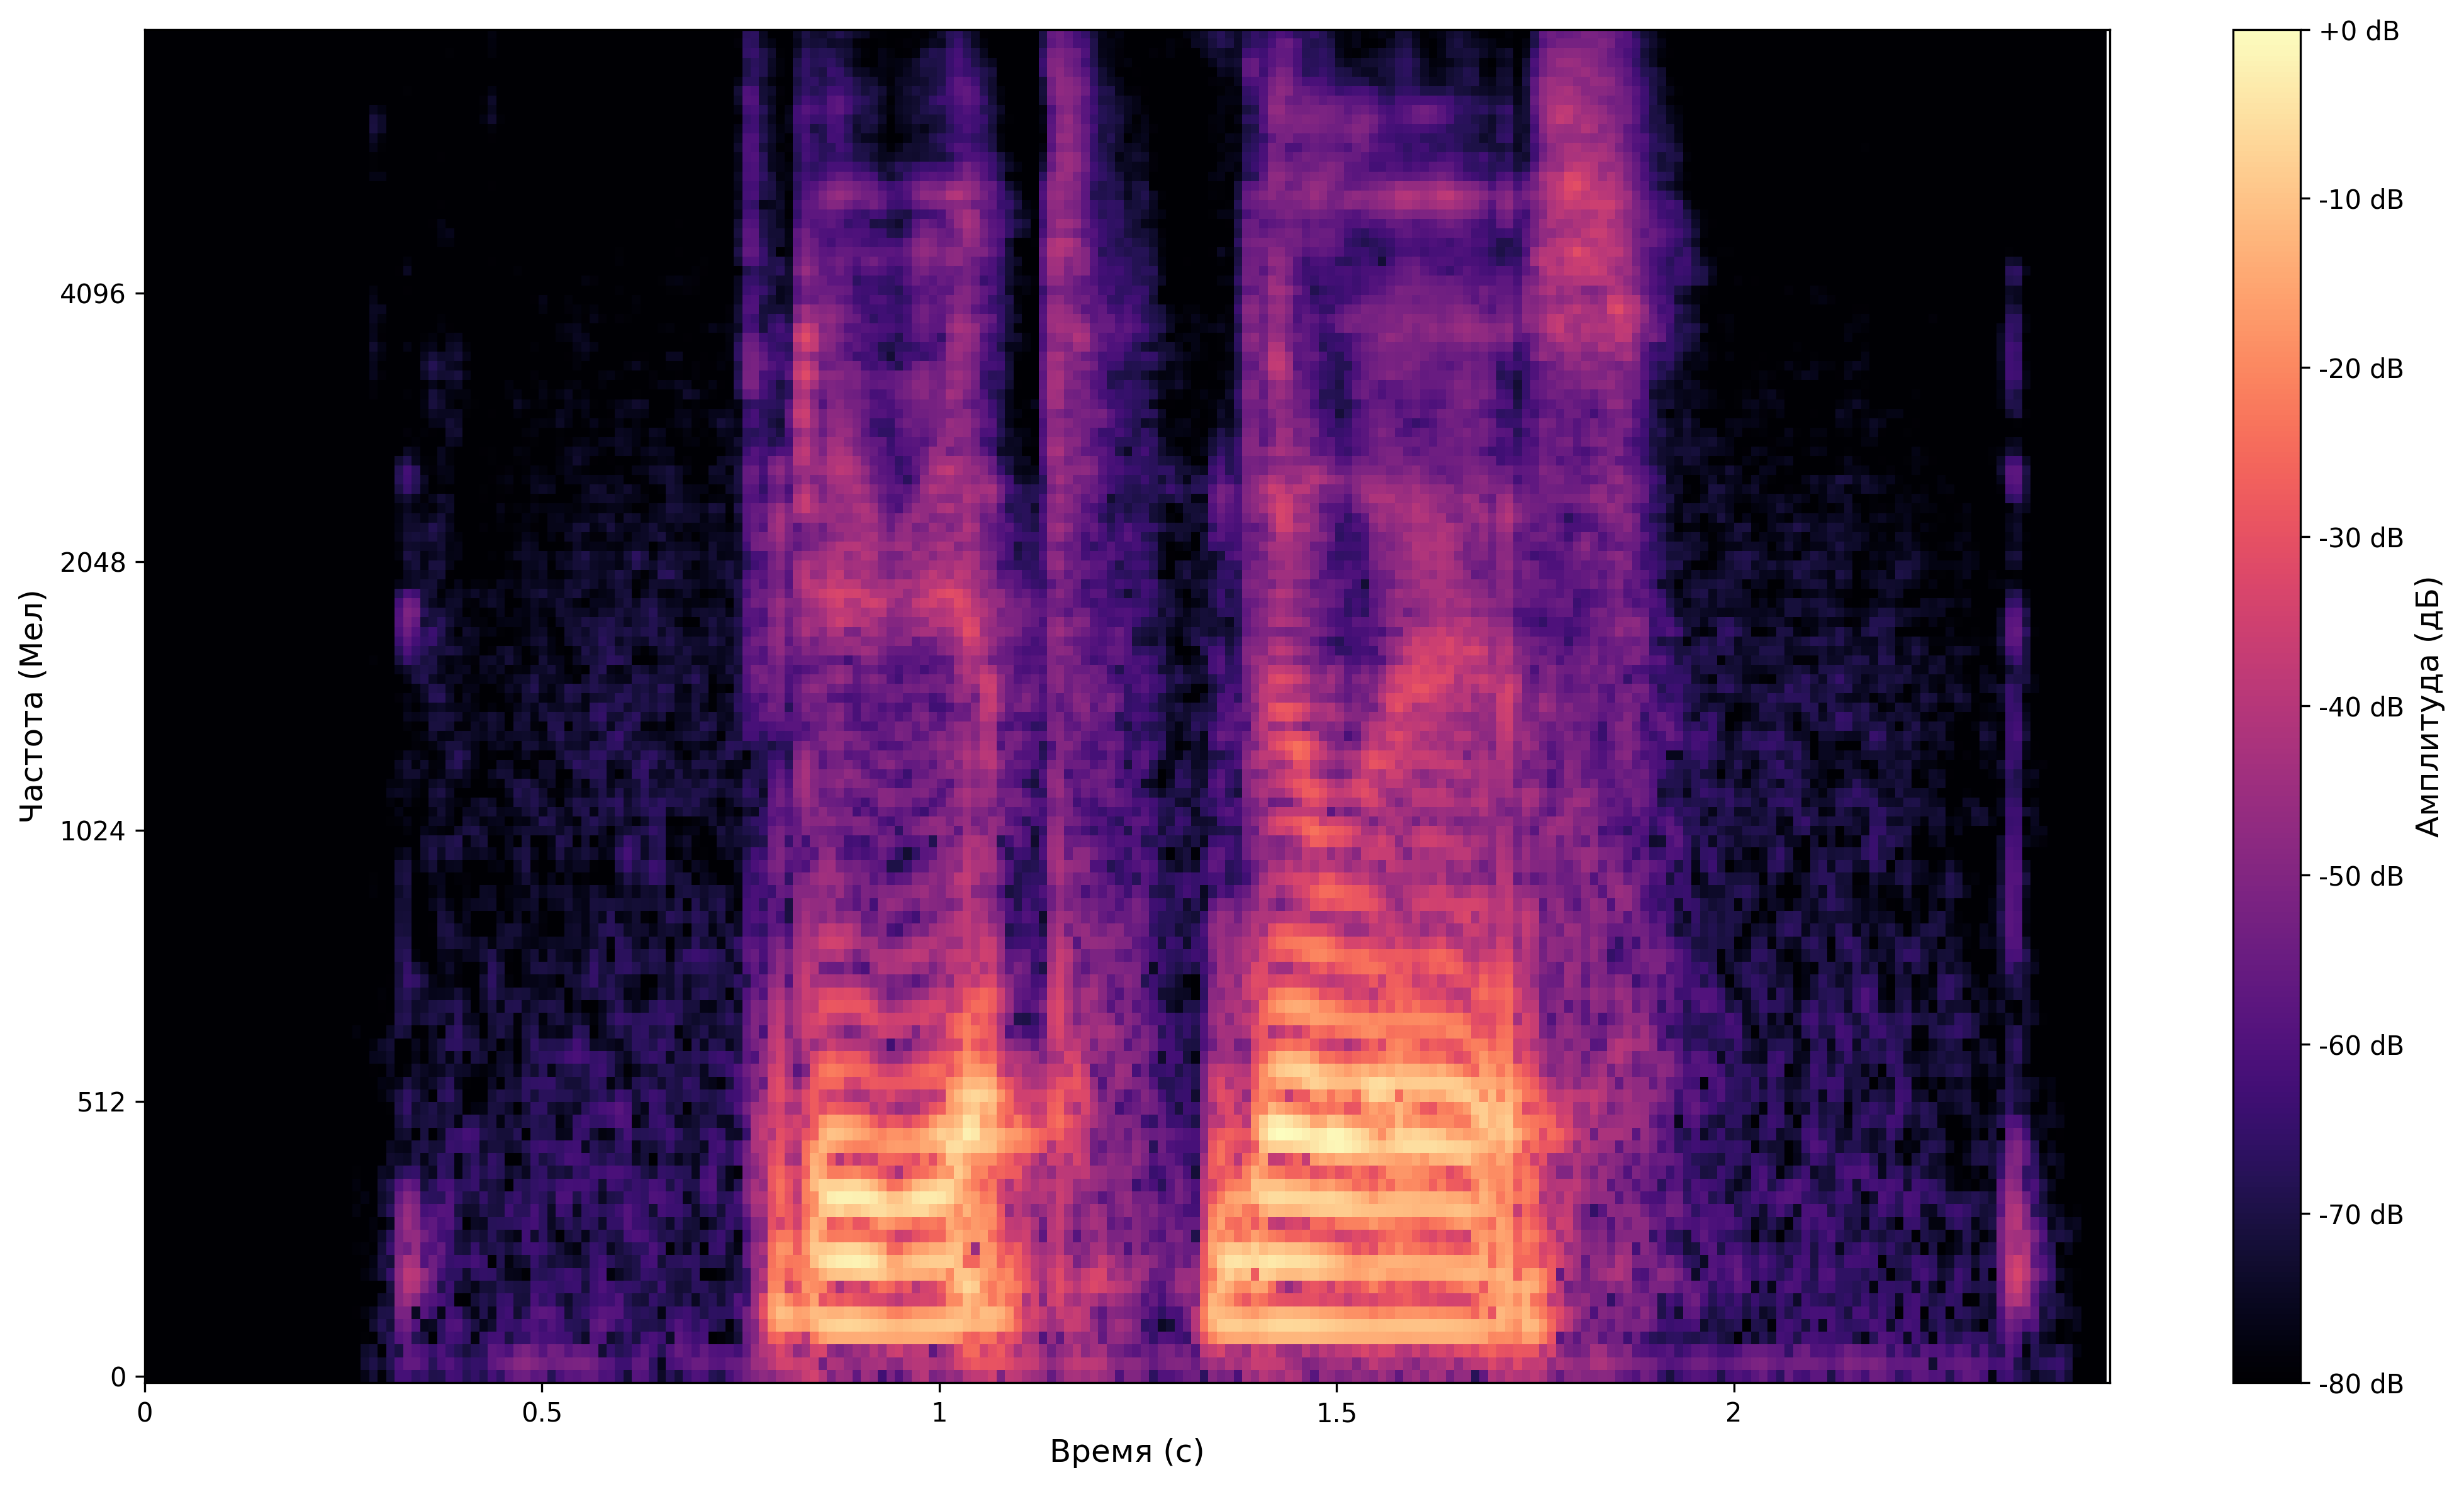 Частота (Мел)
4096
2048
1024
512
0
0
0.5
1
1.5
2
Время (с)
+0 dB
-10 dB
-20 dB
-30 dB
-40 dB
-50 dB
-60 dB
-70 dB
-80 dB
Амплитуда (дБ)